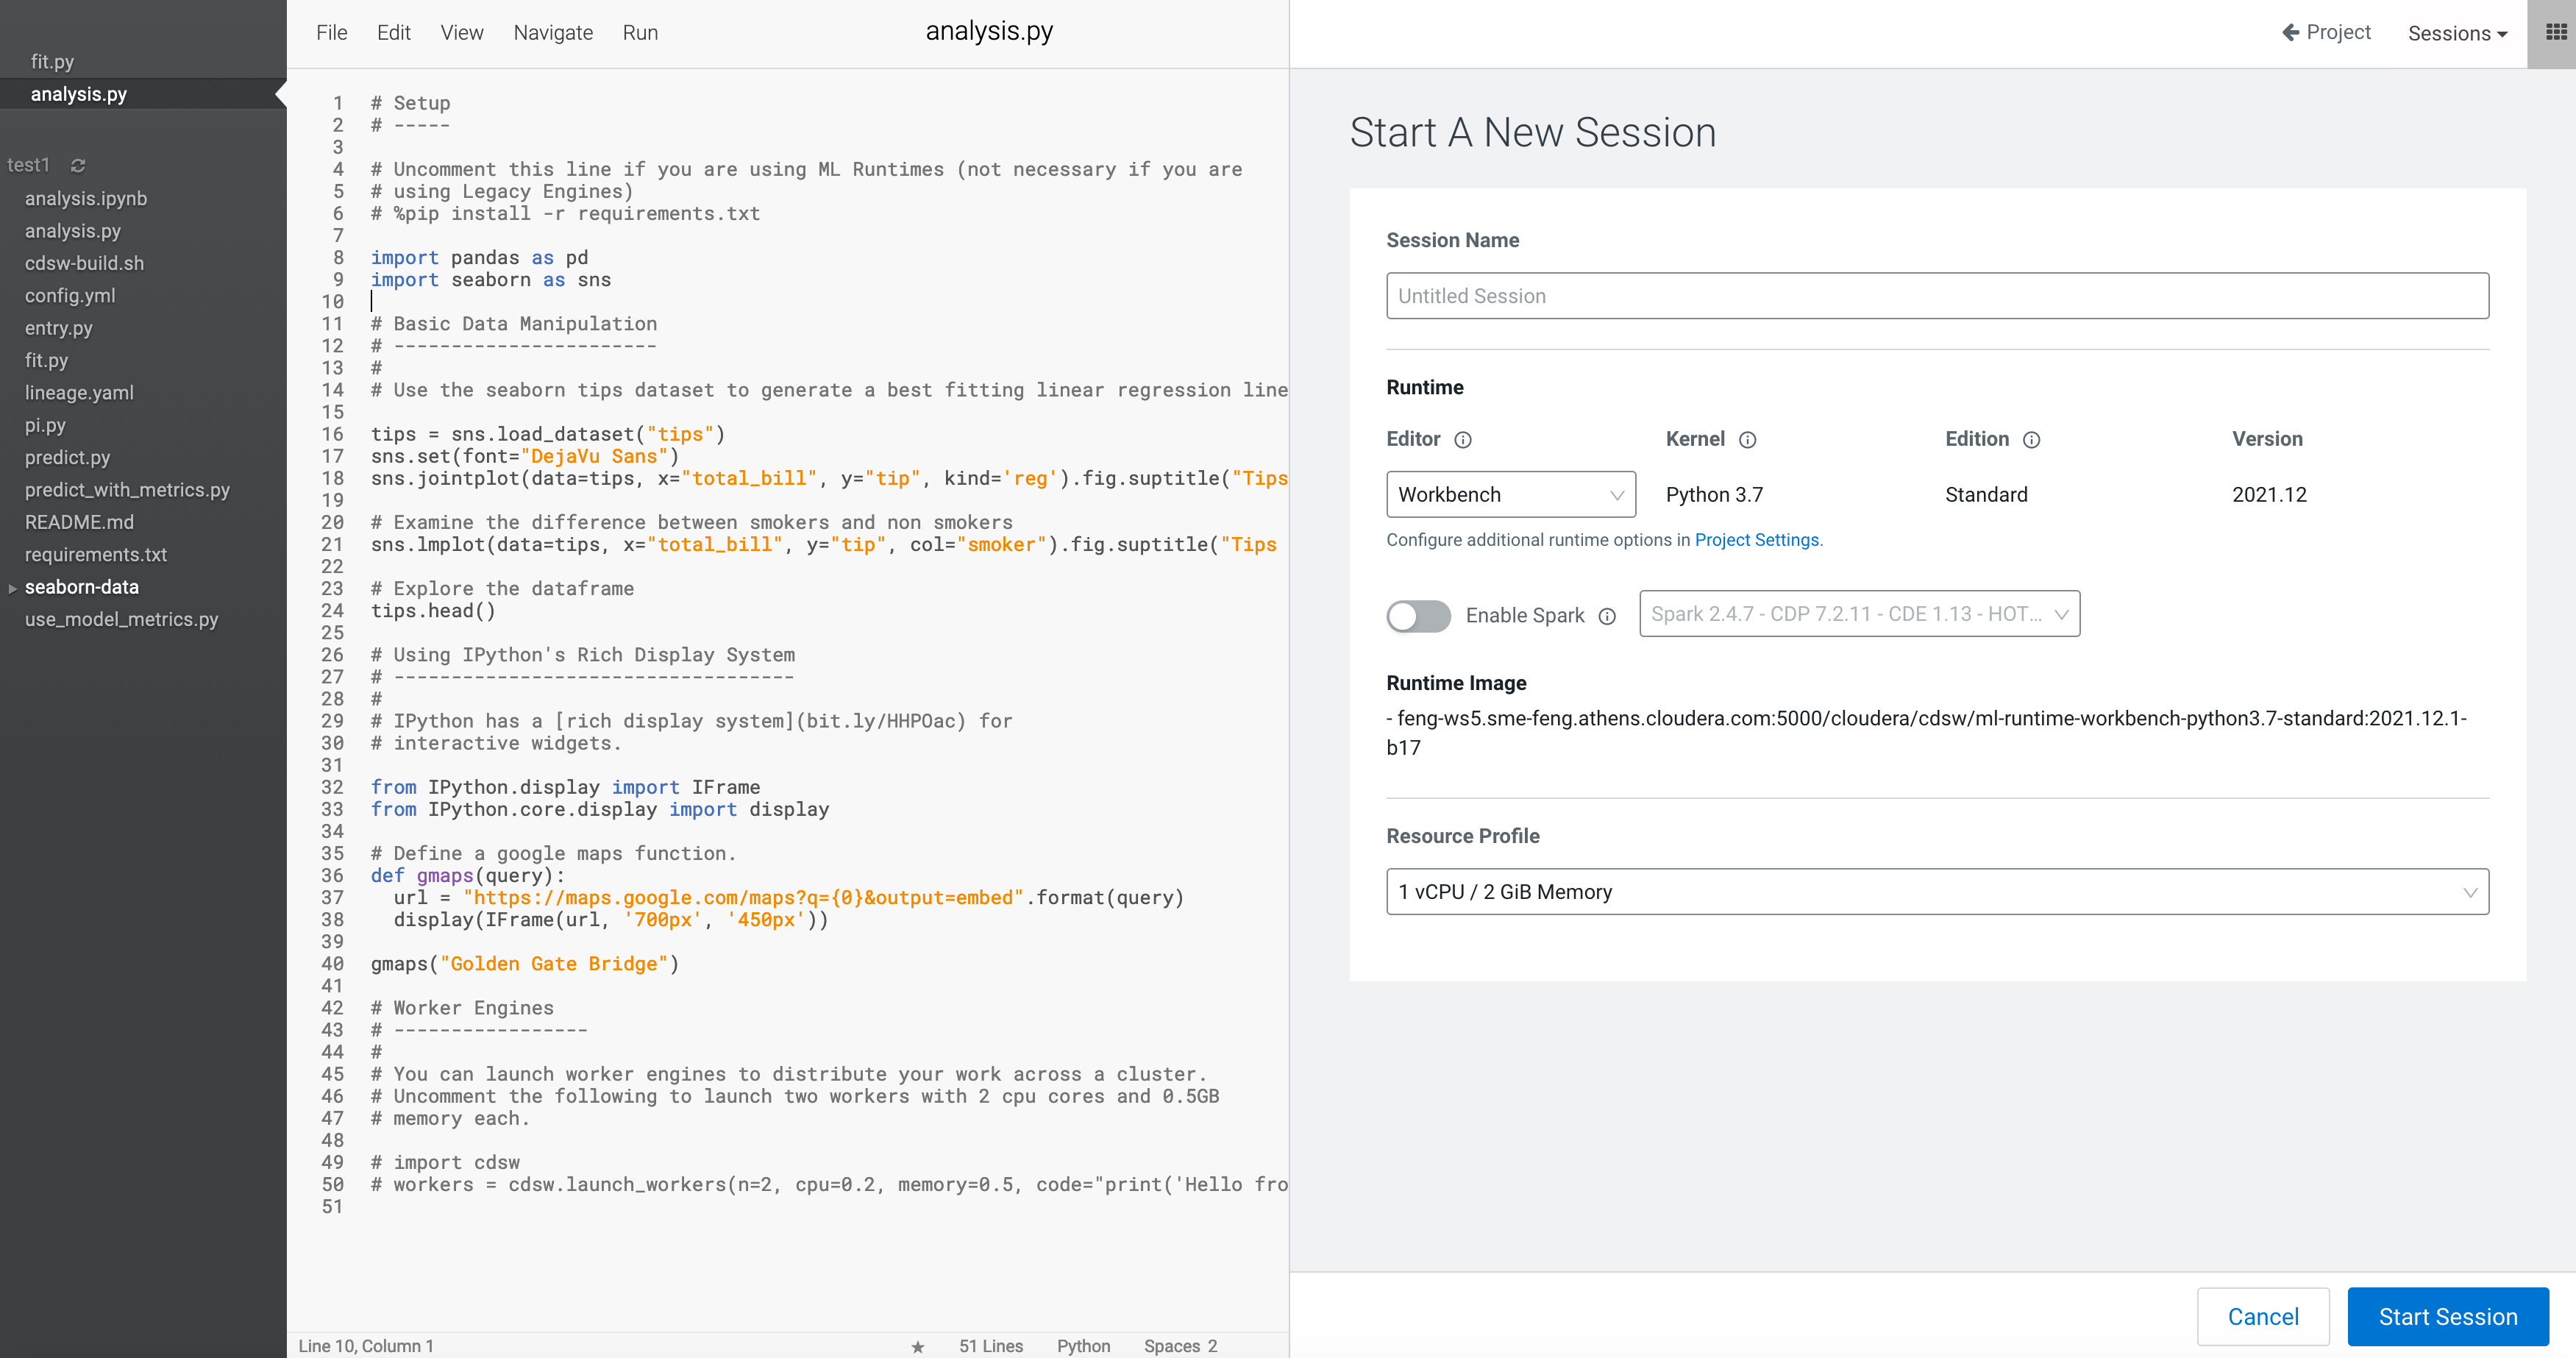 fit.py
analysis.py
test1
analysis.ipynb
analysis.py
cdsw-build.sh
config.yml
entry.py
fit.py
lineage.yaml
pi.py
predict.py
predict_with_metrics.py
README.md
requirements.txt
seaborn-data
use_model_metrics.py
File Edit View Navigate Run
analysis.py
1 # Setup
2 # -----
3
4 # Uncomment this line if you are using ML Runtimes (not necessary if you are
5 # using Legacy Engines)
6 # %pip install -r requirements.txt
7
8 import pandas as pd
9 import seaborn as sns
10
11 # Basic Data Manipulation
12 # -----------------------
13 #
14 # Use the seaborn tips dataset to generate a best fitting linear regression line
15
16 tips = sns.load_dataset("tips")
17 sns.set(font="DejaVu Sans")
18 sns.jointplot(data=tips, x="total_bill", y="tip", kind='reg').fig.suptitle("Tips
19
20 # Examine the difference between smokers and non smokers
21 sns.lmplot(data=tips, x="total_bill", y="tip", col="smoker").fig.suptitle("Tips
22
23 # Explore the dataframe
24 tips.head()
25
26 # Using IPython's Rich Display System
27 # -----------------------------------
28 #
29 # IPython has a [rich display system](bit.ly/HHPOac) for
30 # interactive widgets.
31
32 from IPython.display import IFrame
33 from IPython.core.display import display
34
35 # Define a google maps function.
36 def gmaps(query):
37   url = "https://maps.google.com/maps?q={0}&output=embed".format(query)
38   display(IFrame(url, '700px', '450px'))
39
40 gmaps("Golden Gate Bridge")
41
42 # Worker Engines
43 # -----------------
44 #
45 # You can launch worker engines to distribute your work across a cluster.
46 # Uncomment the following to launch two workers with 2 cpu cores and 0.5GB
47 # memory each.
48
49 # import cdsw
50 # workers = cdsw.launch_workers(n=2, cpu=0.2, memory=0.5, code="print('Hello fro
51
Line 10, Column 1 ★ 51 Lines Python Spaces 2
Project Sessions
Start A New Session
Session Name
Untitled Session
Runtime
Editor Kernel Edition Version
Workbench Python 3.7 Standard 2021.12
Configure additional runtime options in Project Settings.
Enable Spark Spark 2.4.7 - CDP 7.2.11 - CDE 1.13 - HOT...
Runtime Image
- feng-ws5.sme-feng.athens.cloudera.com:5000/cloudera/cdsw/ml-runtime-workbench-python3.7-standard:2021.12.1-
b17
Resource Profile
1 vCPU / 2 GiB Memory
Cancel Start Session